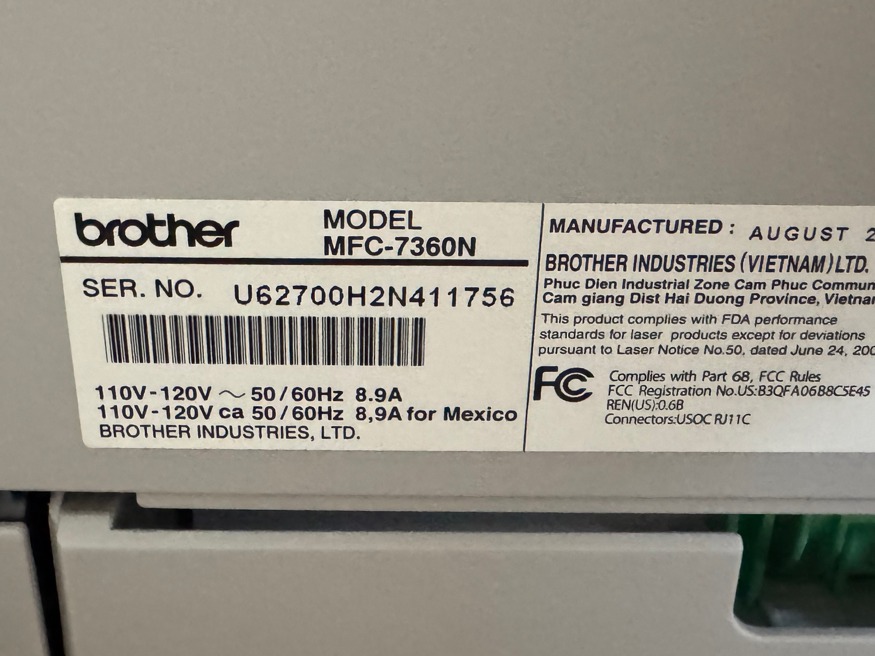 brother
MODEL
MFC-7360N
SER. NO. U62700H2N411756
110V-120V ~ 50/60Hz 8.9A
110V-120V ca 50/60Hz 8,9A for Mexico
BROTHER INDUSTRIES, LTD.
MANUFACTURED : AUGUST 2
BROTHER INDUSTRIES (VIETNAM) LTD.
Phuc Dien Industrial Zone Cam Phuc Commun
Cam giang Dist Hai Duong Province, Vietnam
This product complies with FDA performance
standards for laser products except for deviations
pursuant to Laser Notice No.50, dated June 24, 200
FC Complies with Part 68, FCC Rules
FCC Registration No.US:B3QFA06B8C5E45
REN(US):0.6B
Connectors:USOC RJ11C